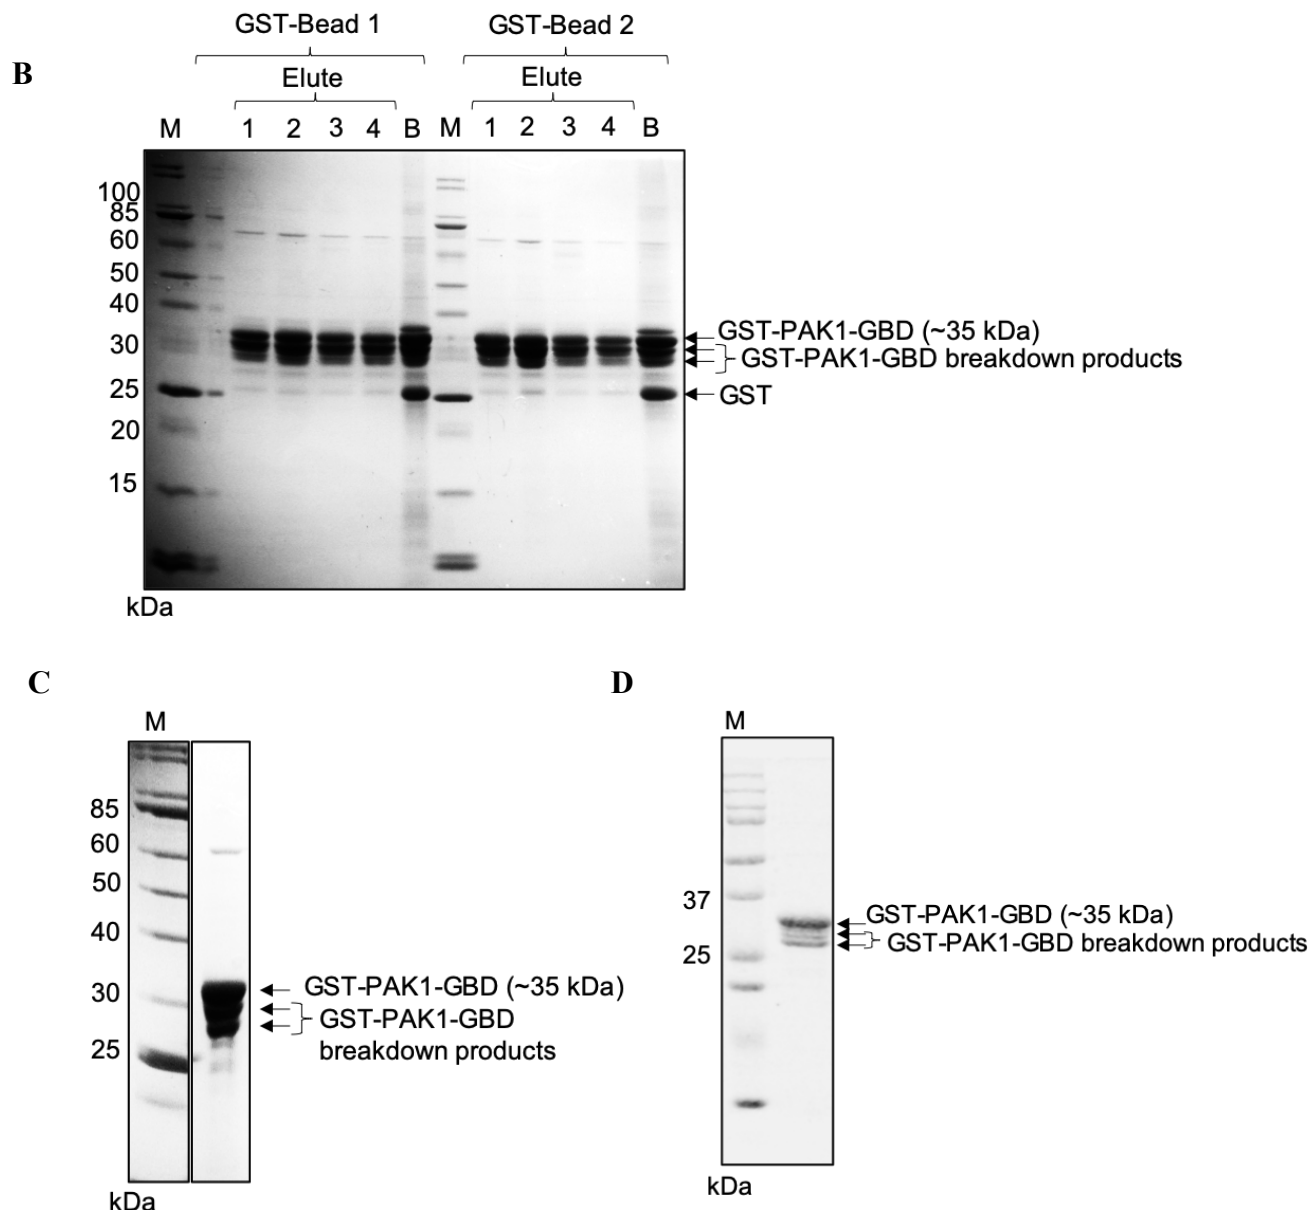 GST-Bead 1 GST-Bead 2
B
Elute Elute
M 1 2 3 4 B M 1 2 3 4 B
100
85
60
50
40
30
25
20
15
kDa
GST-PAK1-GBD (~35 kDa)
GST-PAK1-GBD breakdown products
GST
C
M
85
60
50
40
30
25
kDa
GST-PAK1-GBD (~35 kDa)
GST-PAK1-GBD
breakdown products
D
M
37
25
kDa
GST-PAK1-GBD (~35 kDa)
GST-PAK1-GBD breakdown products